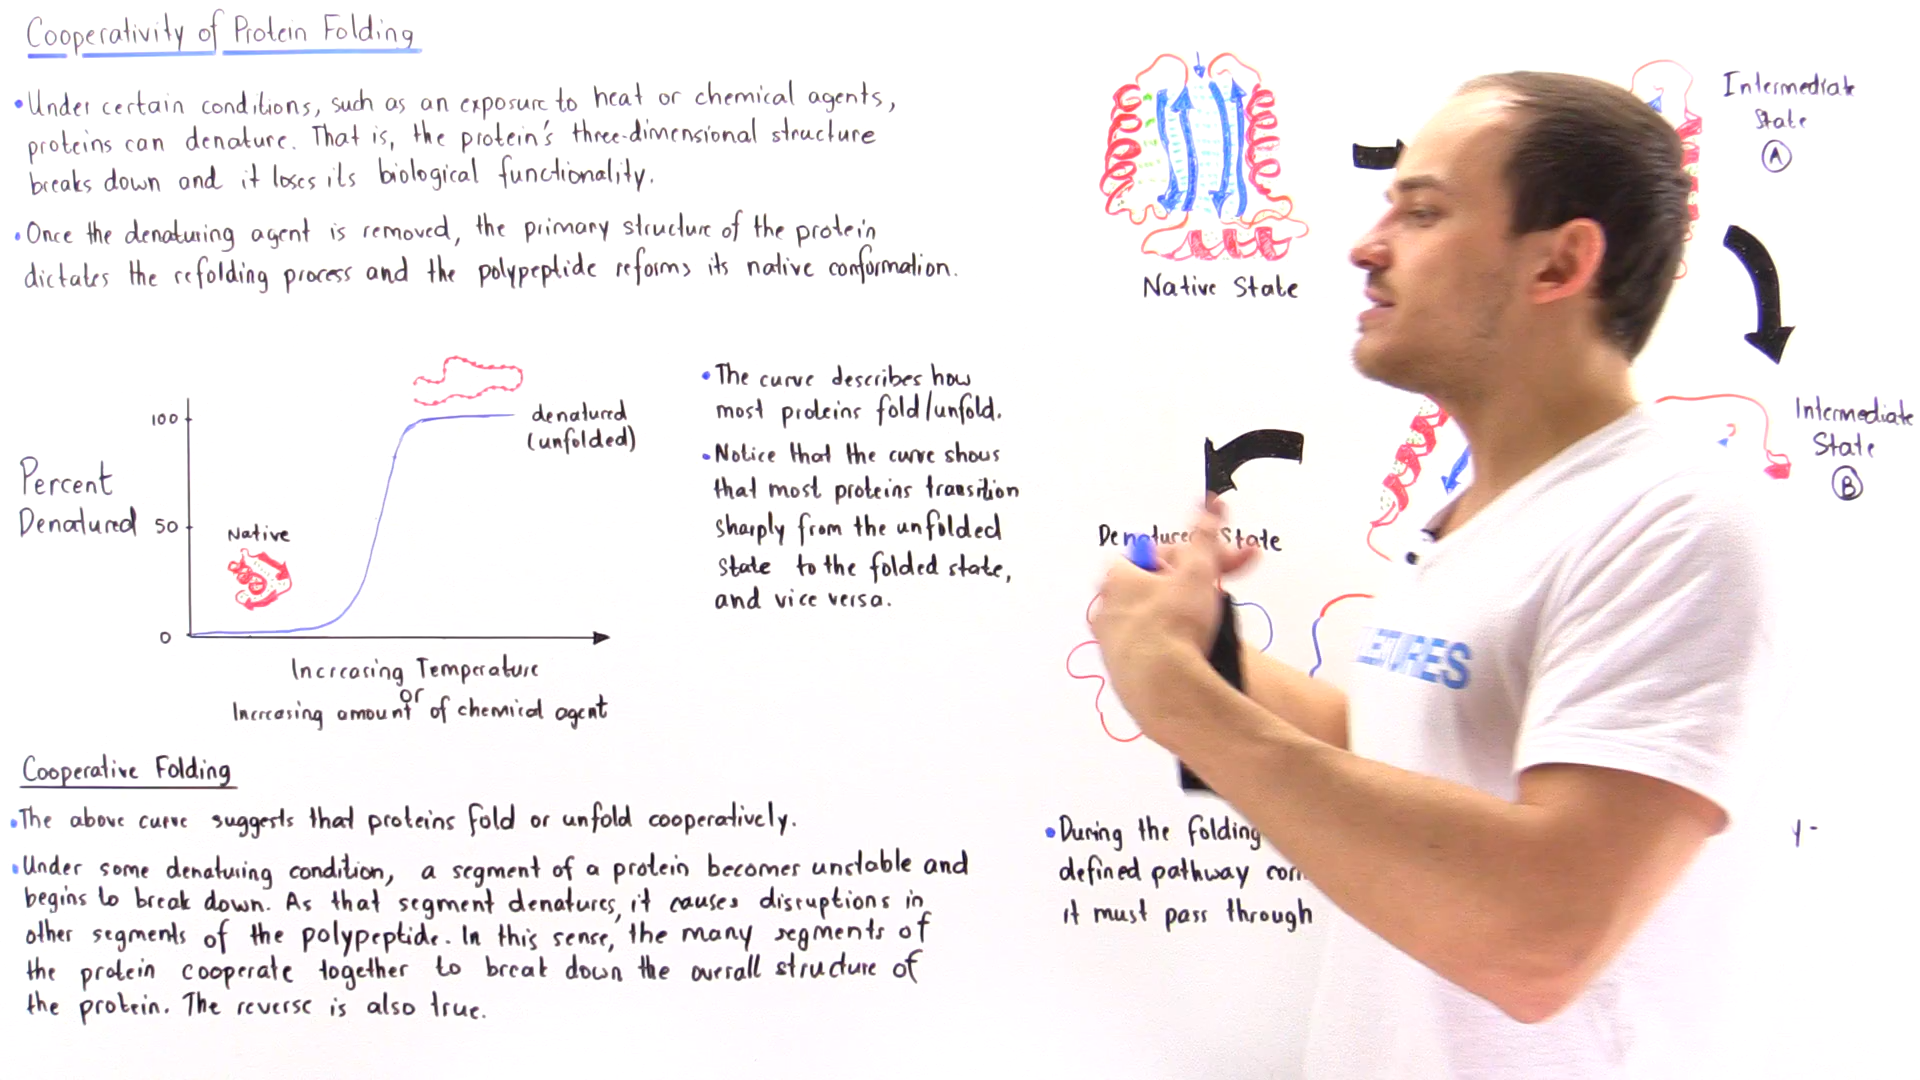 Cooperativity of Protein Folding
• Under certain conditions, such as an exposure to heat or chemical agents,
proteins can denature. That is, the protein's three-dimensional structure
breaks down and it loses its biological functionality.
• Once the denaturing agent is removed, the primary structure of the protein
dictates the refolding process and the polypeptide reforms its native conformation.
Percent
Denatured
100
50
0
Native
denatured
(unfolded)
Increasing Temperature
or
Increasing amount of chemical agent
• The curve describes how
most proteins fold/unfold.
• Notice that the curve shows
that most proteins transition
sharply from the unfolded
state to the folded state,
and vice versa.
Cooperative Folding
• The above curve suggests that proteins fold or unfold cooperatively.
• Under some denaturing condition, a segment of a protein becomes unstable and
begins to break down. As that segment denatures, it causes disruptions in
other segments of the polypeptide. In this sense, the many segments of
the protein cooperate together to break down the overall structure of
the protein. The reverse is also true.
Native State
Intermediate
State
A
Intermediate
State
B
Denatured State
ETURES
• During the folding
defined pathway
it must pass through